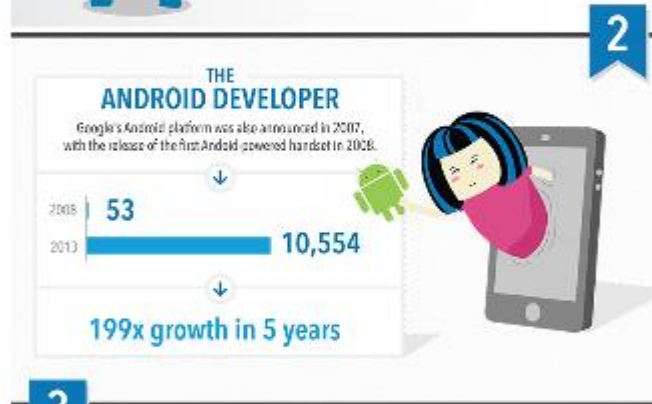 2
THE
ANDROID DEVELOPER
Google's Android platform was also announced in 2007,
with the release of the first Android-powered handset in 2008.
2008 53
2013 10,554
199x growth in 5 years